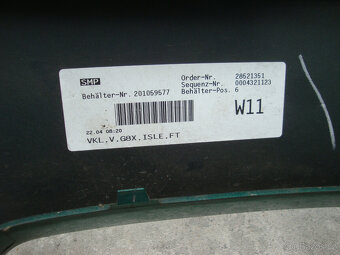 SMP
Order-Nr. 28621351
Sequenz-Nr. 0004321123
Behälter-Nr. 201059577 Behälter-Pos. 6
W11
22.04 08:20
VKL.V.GBX.ISLE.FT